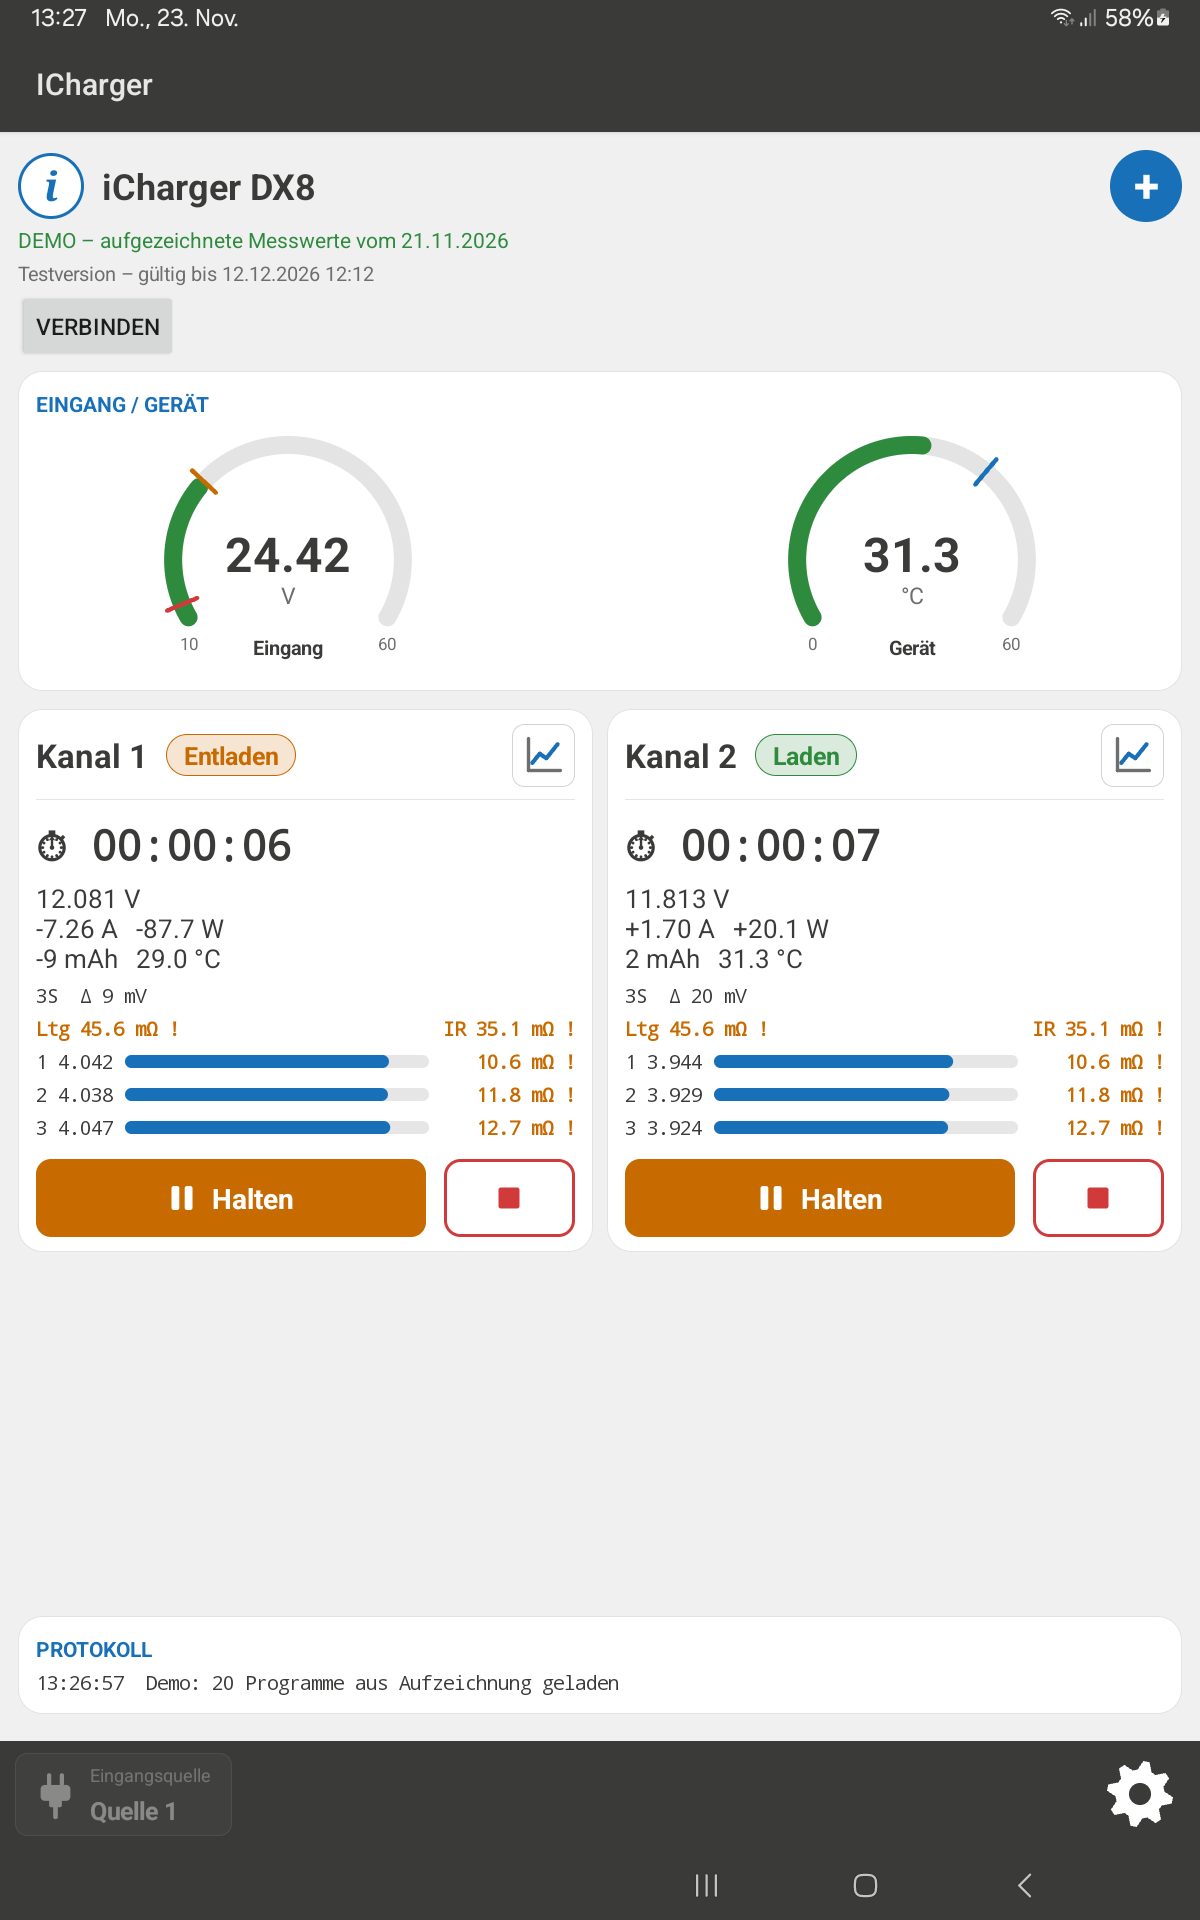 13:27 Mo., 23. Nov.
58%
ICharger
i iCharger DX8
+
DEMO – aufgezeichnete Messwerte vom 21.11.2026
Testversion – gültig bis 12.12.2026 12:12
VERBINDEN
EINGANG / GERÄT
24.42
V
10 Eingang 60
31.3
°C
0 Gerät 60
Kanal 1 Entladen
00:00:06
12.081 V
-7.26 A -87.7 W
-9 mAh 29.0 °C
3S Δ 9 mV
Ltg 45.6 mΩ ! IR 35.1 mΩ !
1 4.042 10.6 mΩ !
2 4.038 11.8 mΩ !
3 4.047 12.7 mΩ !
Halten
Kanal 2 Laden
00:00:07
11.813 V
+1.70 A +20.1 W
2 mAh 31.3 °C
3S Δ 20 mV
Ltg 45.6 mΩ ! IR 35.1 mΩ !
1 3.944 10.6 mΩ !
2 3.929 11.8 mΩ !
3 3.924 12.7 mΩ !
Halten
PROTOKOLL
13:26:57 Demo: 20 Programme aus Aufzeichnung geladen
Eingangsquelle
Quelle 1